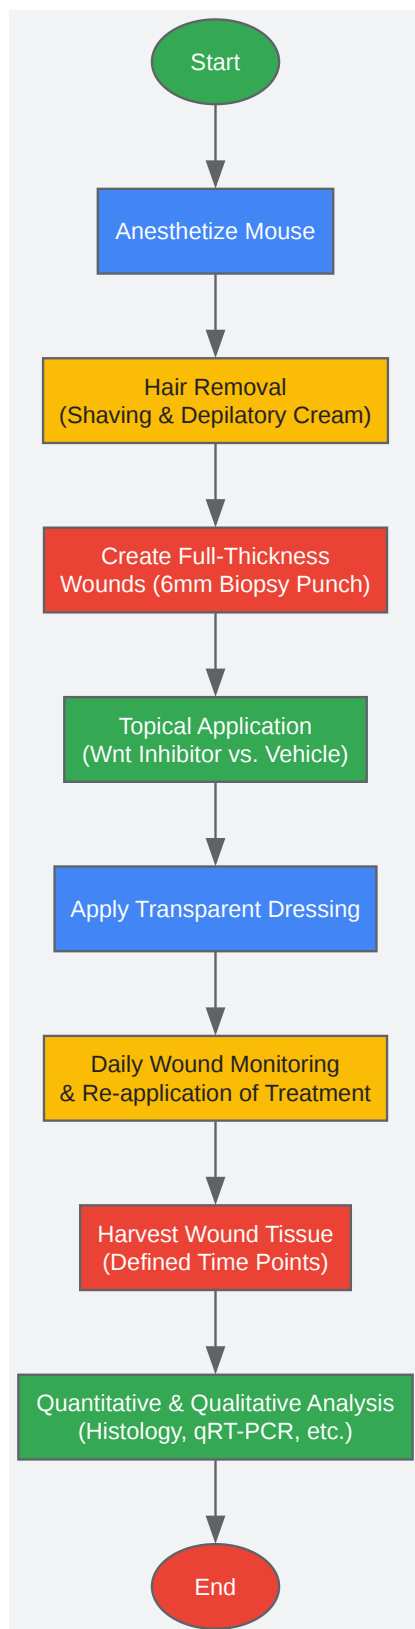 Start
Anesthetize Mouse
Hair Removal
(Shaving & Depilatory Cream)
Create Full-Thickness
Wounds (6mm Biopsy Punch)
Topical Application
(Wnt Inhibitor vs. Vehicle)
Apply Transparent Dressing
Daily Wound Monitoring
& Re-application of Treatment
Harvest Wound Tissue
(Defined Time Points)
Quantitative & Qualitative Analysis
(Histology, qRT-PCR, etc.)
End